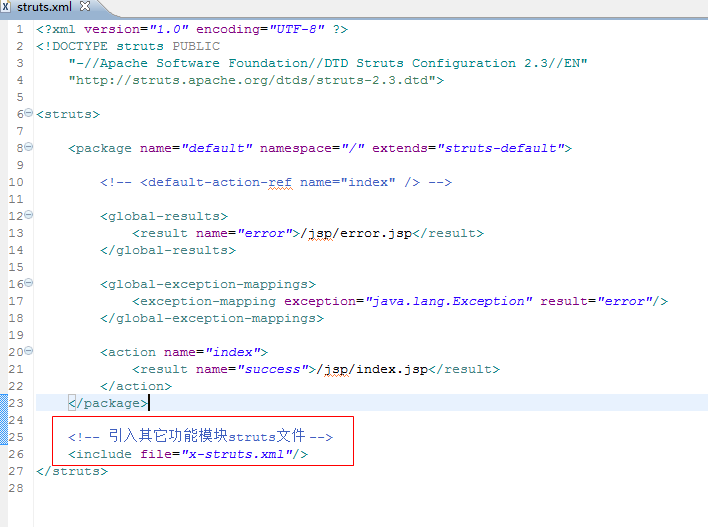 struts.xml
1 <?xml version="1.0" encoding="UTF-8" ?>
2 <!DOCTYPE struts PUBLIC
3 "-//Apache Software Foundation//DTD Struts Configuration 2.3//EN"
4 "http://struts.apache.org/dtds/struts-2.3.dtd">
5
6 <struts>
7
8 <package name="default" namespace="/" extends="struts-default">
9
10 <!-- <default-action-ref name="index" /> -->
11
12 <global-results>
13 <result name="error">/jsp/error.jsp</result>
14 </global-results>
15
16 <global-exception-mappings>
17 <exception-mapping exception="java.lang.Exception" result="error"/>
18 </global-exception-mappings>
19
20 <action name="index">
21 <result name="success">/jsp/index.jsp</result>
22 </action>
23 </package>
24
25 <!-- 引入其它功能模块struts文件 -->
26 <include file="x-struts.xml"/>
27 </struts>
28